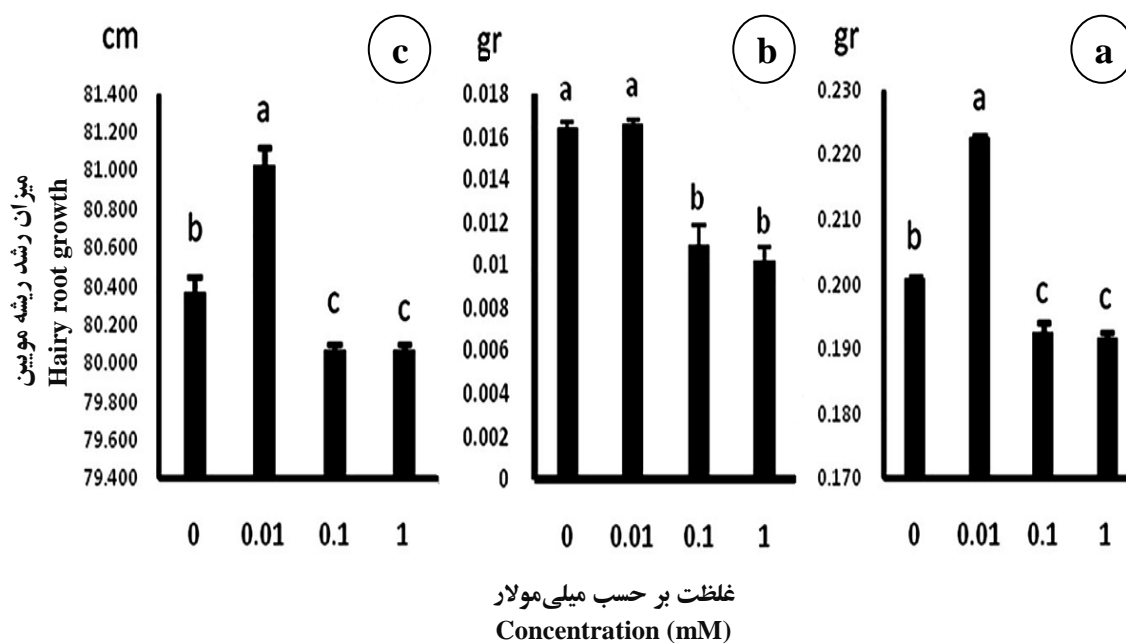 cm
c
81.400
81.200
81.000
80.800
80.600
80.400
80.200
80.000
79.800
79.600
79.400
b
a
c
c
0 0.01 0.1 1
gr
b
0.018
0.016
0.014
0.012
0.01
0.008
0.006
0.004
0.002
0
a
a
b
b
0 0.01 0.1 1
gr
a
0.230
0.220
0.210
0.200
0.190
0.180
0.170
b
a
c
c
0 0.01 0.1 1
میزان رشد ریشه مویین
Hairy root growth
غلظت بر حسب میلی‌مولار
Concentration (mM)